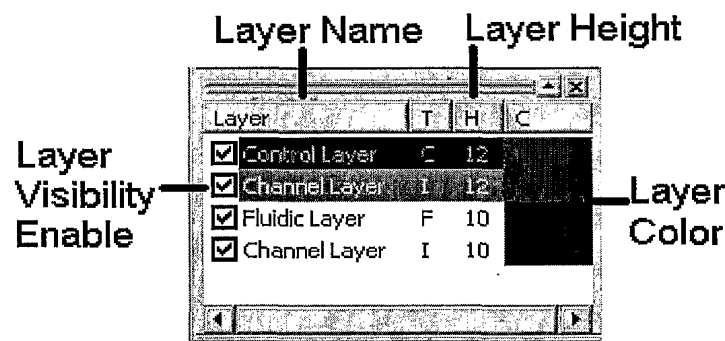 Layer Name Layer Height
Layer T H C
Control Layer C 12
Channel Layer I 12
Fluidic Layer F 10
Channel Layer I 10
Layer
Visibility
Enable
Layer
Color